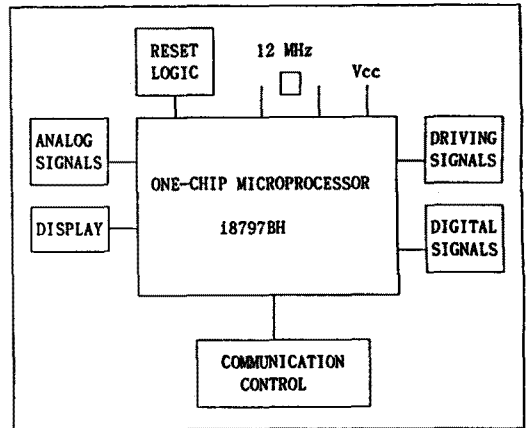 RESET
LOGIC
12 MHz
Vcc
ANALOG
SIGNALS
DRIVING
SIGNALS
ONE-CHIP MICROPROCESSOR
i8797BH
DISPLAY
DIGITAL
SIGNALS
COMMUNICATION
CONTROL